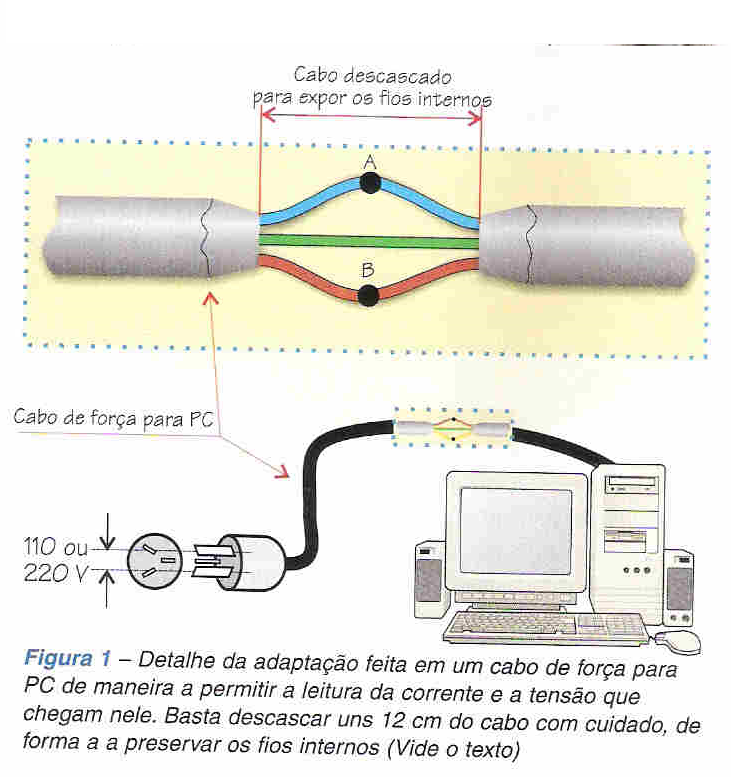 Cabo descascado
para expor os fios internos
A
B
Cabo de força para PC
110 ou
220 V
Figura 1 – Detalhe da adaptação feita em um cabo de força para
PC de maneira a permitir a leitura da corrente e a tensão que
chegam nele. Basta descascar uns 12 cm do cabo com cuidado, de
forma a a preservar os fios internos (Vide o texto)